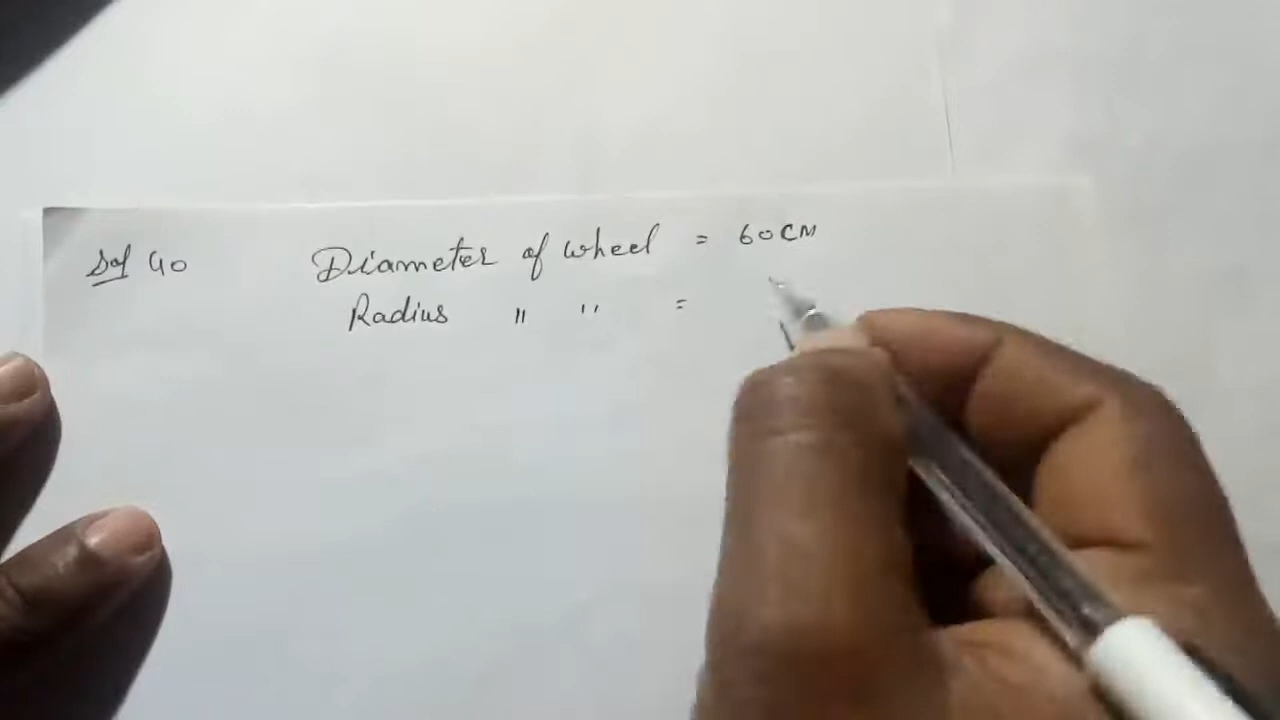 Sol 40 Diameter of wheel = 60 CM
Radius " " =